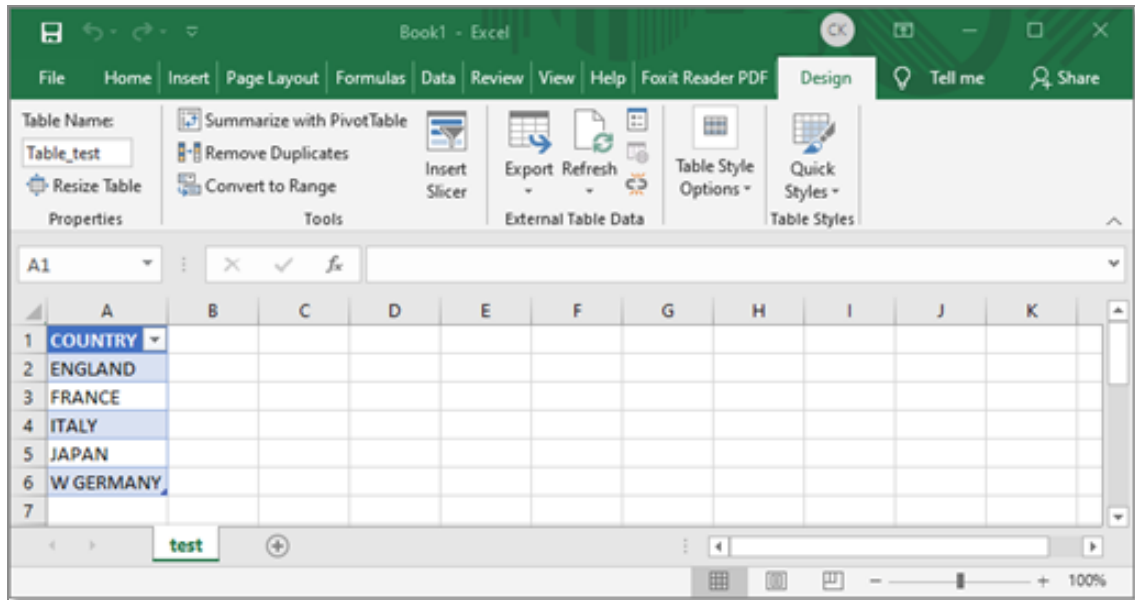 Book1 - Excel CK
File Home Insert Page Layout Formulas Data Review View Help Foxit Reader PDF Design Tell me Share
Table Name:
Table_test
Resize Table
Properties
Summarize with PivotTable
Remove Duplicates
Convert to Range
Tools
Insert
Slicer
Export Refresh
External Table Data
Table Style
Options
Quick
Styles
Table Styles
A1 fx
A B C D E F G H I J K
1 COUNTRY
2 ENGLAND
3 FRANCE
4 ITALY
5 JAPAN
6 W GERMANY
7
test
100%